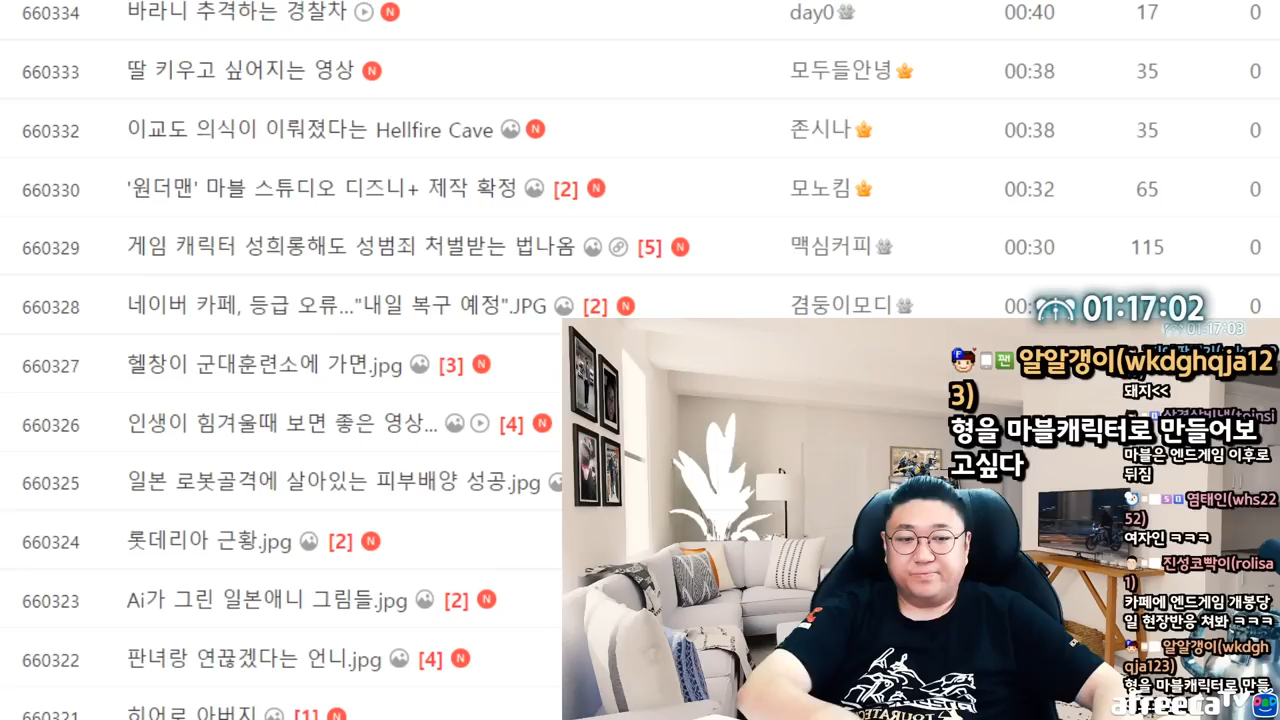 660334 바라니 추격하는 경찰차 N day0 00:40 17 0
660333 딸 키우고 싶어지는 영상 N 모두들안녕 00:38 35 0
660332 이교도 의식이 이뤄졌다는 Hellfire Cave N 존시나 00:38 35 0
660330 '원더맨' 마블 스튜디오 디즈니+ 제작 확정 [2] N 모노킴 00:32 65 0
660329 게임 캐릭터 성희롱해도 성범죄 처벌받는 법나옴 [5] N 맥심커피 00:30 115 0
660328 네이버 카페, 등급 오류..."내일 복구 예정".JPG [2] N 겸둥이모디 00: 0
660327 헬창이 군대훈련소에 가면.jpg [3] N
660326 인생이 힘겨울때 보면 좋은 영상... [4] N
660325 일본 로봇골격에 살아있는 피부배양 성공.jpg
660324 롯데리아 근황.jpg [2] N
660323 Ai가 그린 일본애니 그림들.jpg [2] N
660322 판녀랑 연끊겠다는 언니.jpg [4] N
660321 히어로 아버지 [1] N
01:17:02
01:17:03
팬 알알갱이(wkdghqja12
3)
형을 마블캐릭터로 만들어보
고싶다
돼지<<
마블은 엔드게임 이후로
뒤짐
염태인(whs22
52)
여자인 ㅋㅋㅋ
진성코빡이(rolisa
1)
카페에 엔드게임 개봉당
일 현장반응 쳐봐 ㅋㅋㅋ
알알갱이(wkdgh
qja123)
형을 마블캐릭터로 만들
afreecaTV